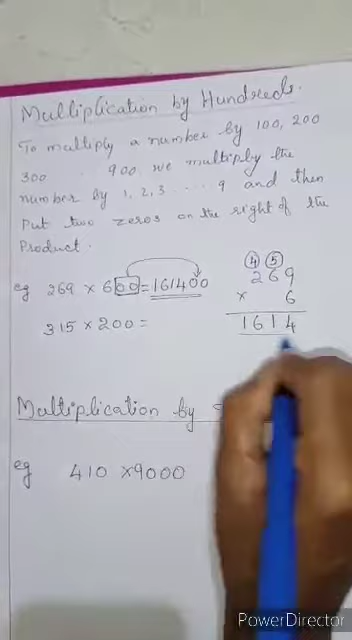 Multiplication by Hundreds.
To multiply a number by 100, 200
300 . . 900 we multiply the
number by 1, 2, 3 ..... 9 and then
Put two zeros on the right of the
Product.
eg 269 × 600 = 161400
315 × 200 =
4 5
269
× 6
1614
Multiplication by
eg 410 × 9000
PowerDirector